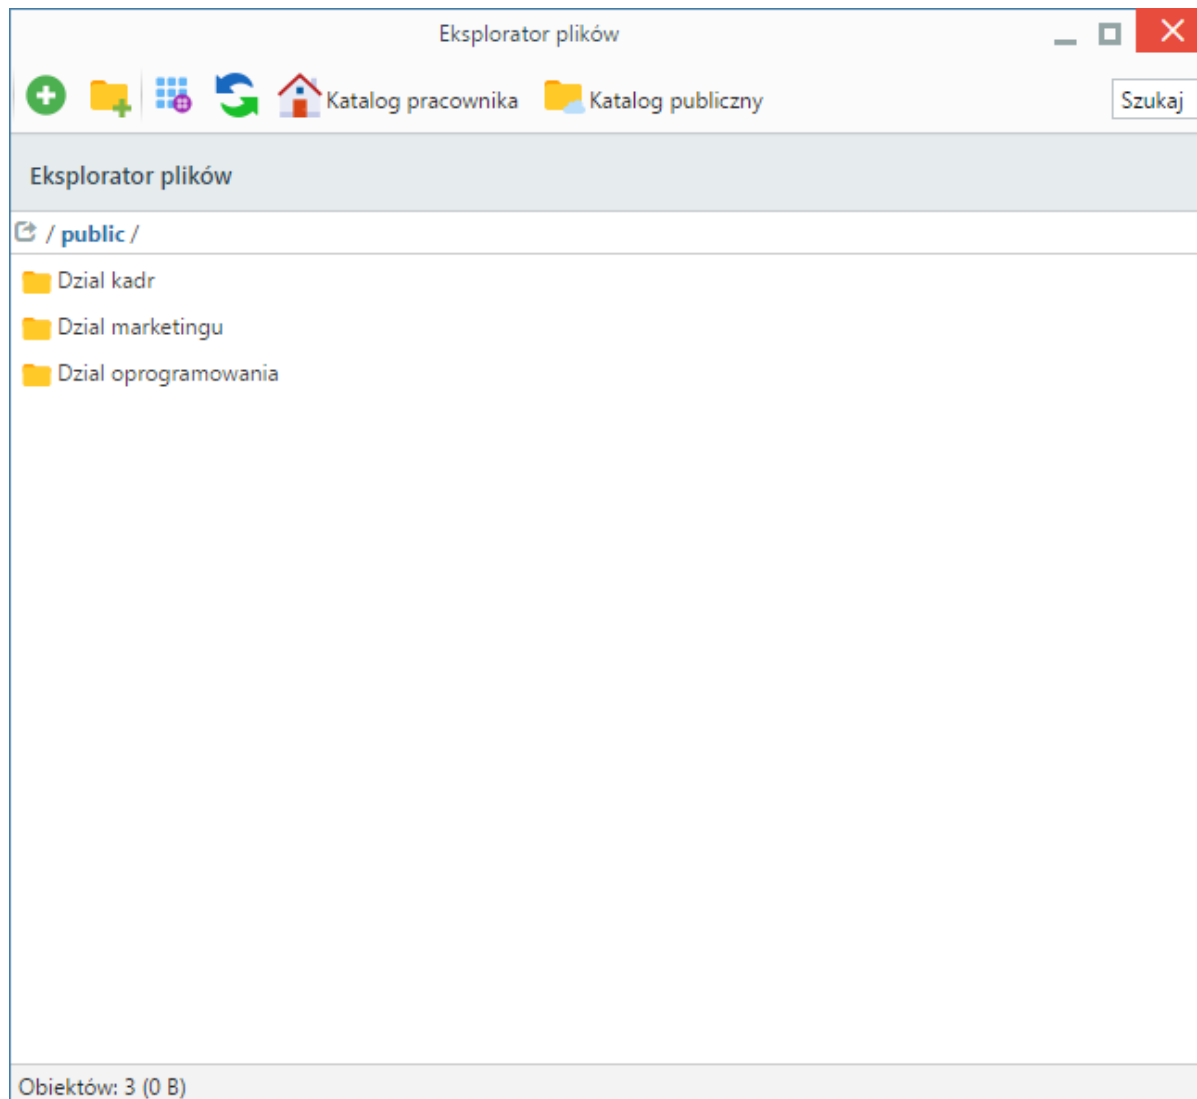 Eksplorator plików
Katalog pracownika Katalog publiczny Szukaj
Eksplorator plików
/ public /
Dzial kadr
Dzial marketingu
Dzial oprogramowania
Obiektów: 3 (0 B)